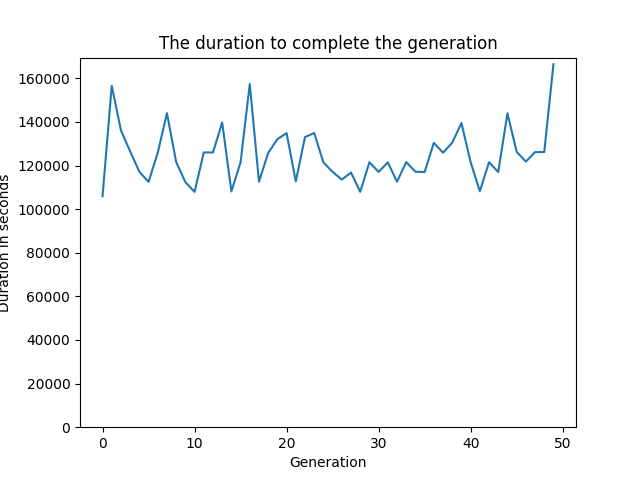 The duration to complete the generation
160000
140000
120000
100000
80000
60000
40000
20000
0
Duration in seconds
0 10 20 30 40 50
Generation